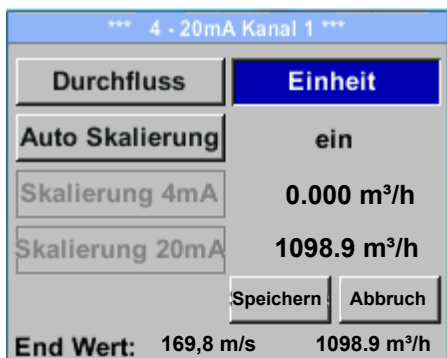 *** 4 - 20mA Kanal 1 ***
Durchfluss Einheit
Auto Skalierung ein
Skalierung 4mA 0.000 m³/h
Skalierung 20mA 1098.9 m³/h
Speichern Abbruch
End Wert: 169,8 m/s 1098.9 m³/h